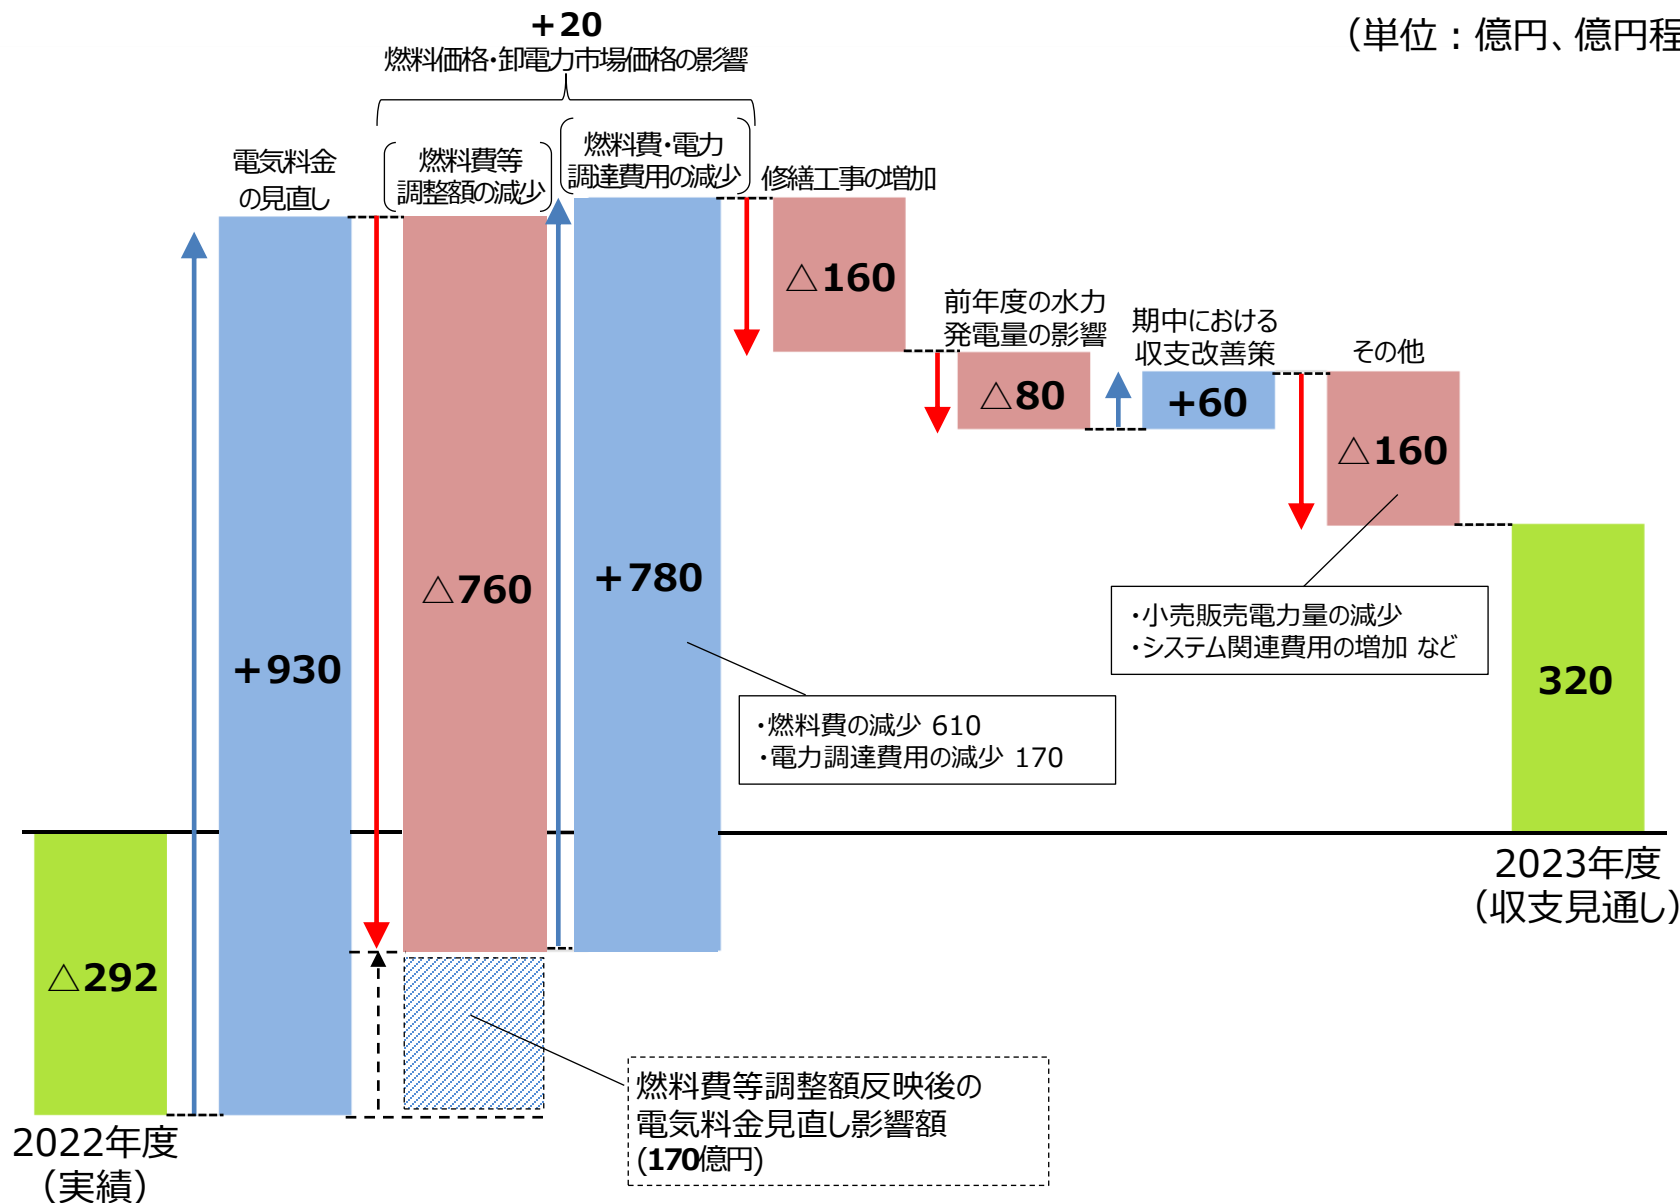 (単位：億円、億円程
+20
燃料価格・卸電力市場価格の影響
電気料金
の見直し
燃料費等
調整額の減少
燃料費・電力
調達費用の減少
修繕工事の増加
前年度の水力
発電量の影響
期中における
収支改善策
その他
△160
△80
+60
△160
△760
+780
+930
・小売販売電力量の減少
・システム関連費用の増加 など
320
・燃料費の減少 610
・電力調達費用の減少 170
△292
2022年度
(実績)
2023年度
(収支見通し)
燃料費等調整額反映後の
電気料金見直し影響額
(170億円)